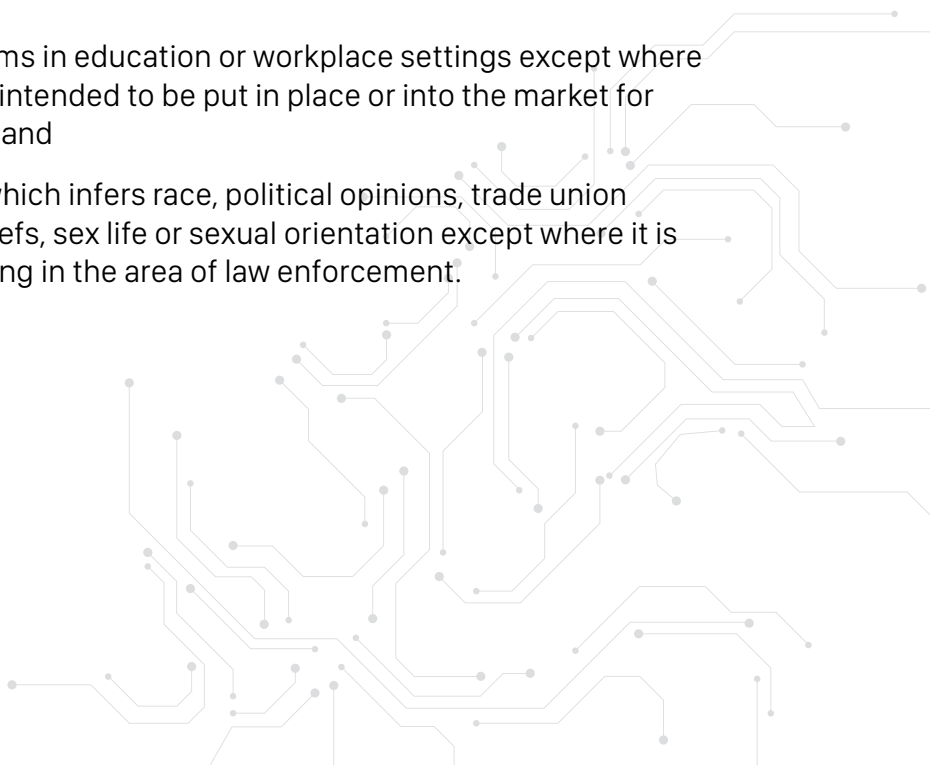 ms in education or workplace settings except where
intended to be put in place or into the market for
and
which infers race, political opinions, trade union
efs, sex life or sexual orientation except where it is
ng in the area of law enforcement.